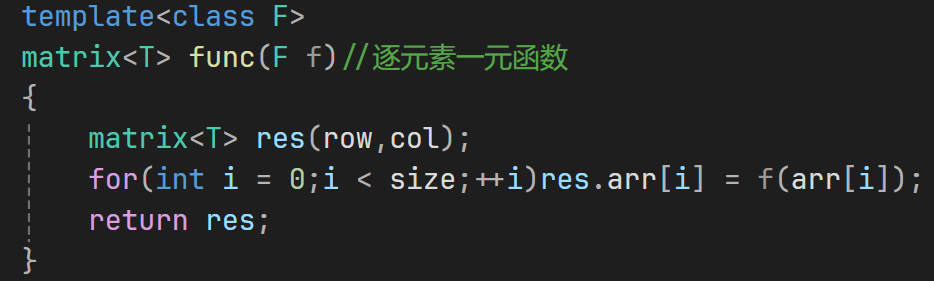 template<class F>
matrix<T> func(F f)//逐元素一元函数
{
    matrix<T> res(row,col);
    for(int i = 0;i < size;++i)res.arr[i] = f(arr[i]);
    return res;
}